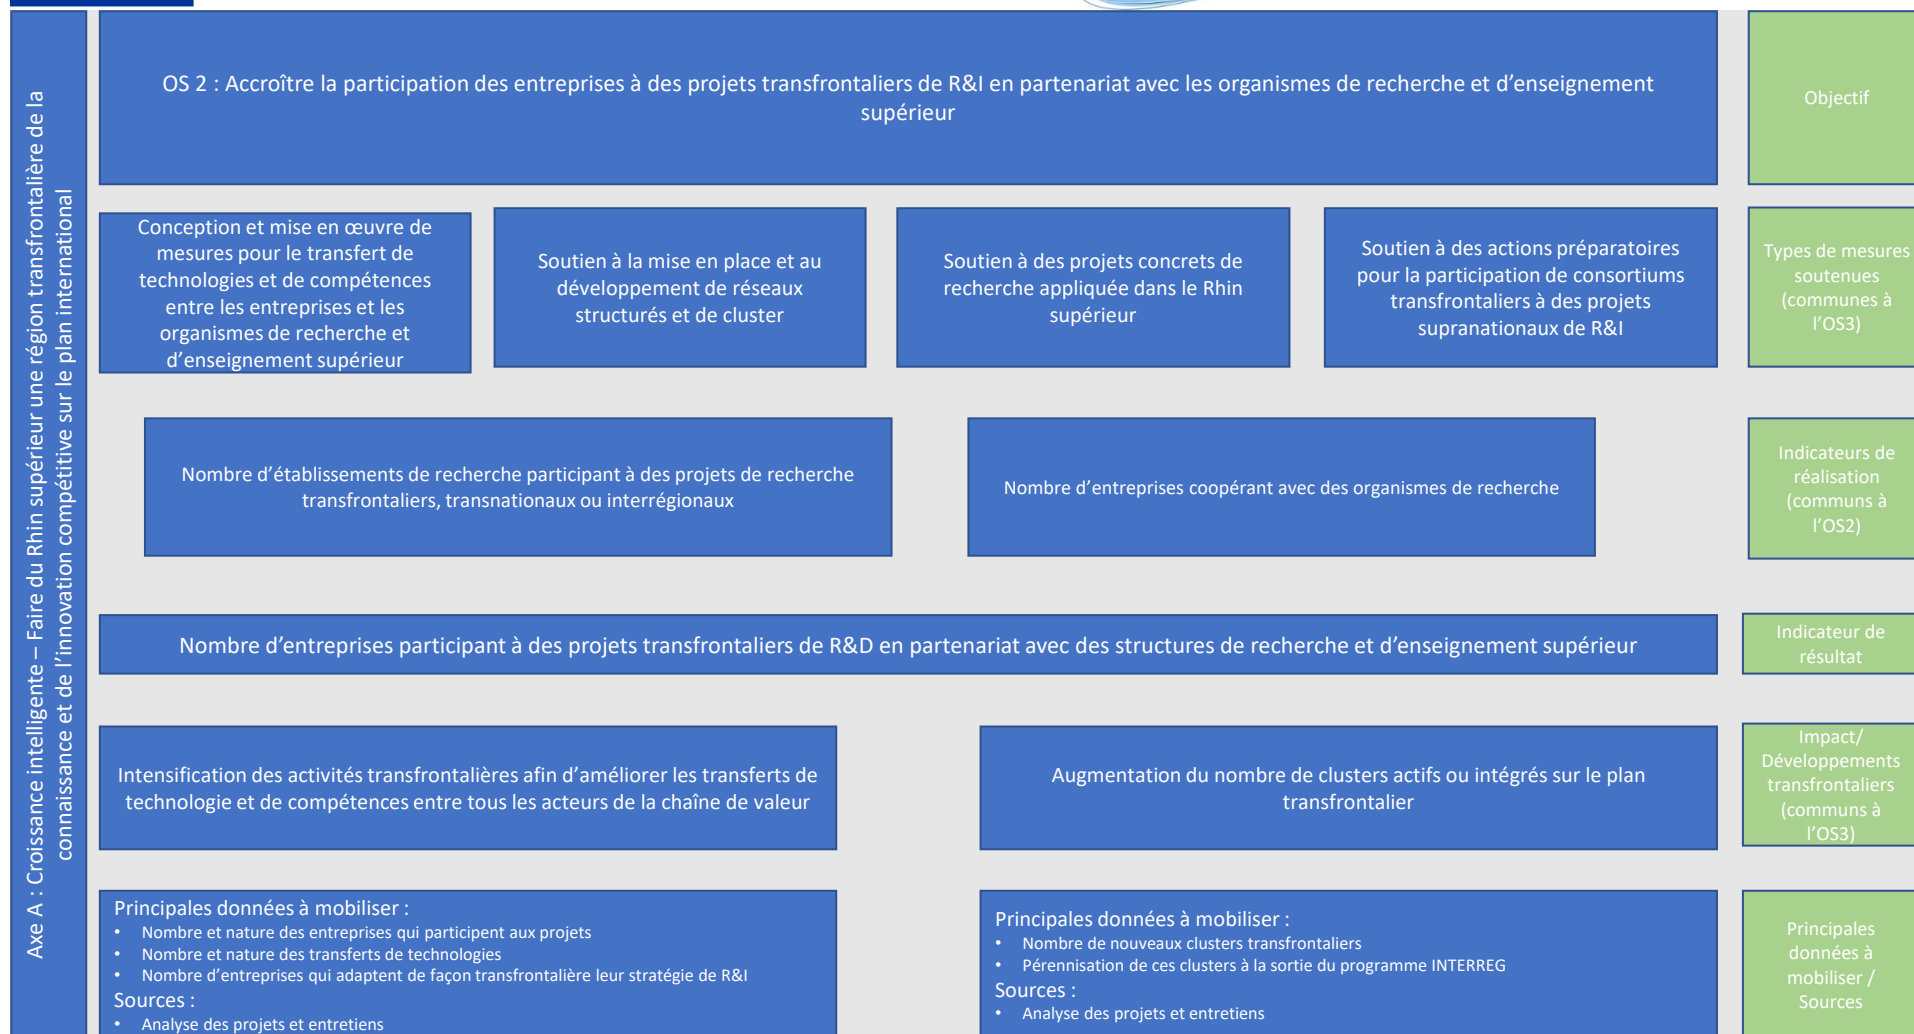 Axe A : Croissance intelligente – Faire du Rhin supérieur une région transfrontalière de la
connaissance et de l'innovation compétitive sur le plan international
OS 2 : Accroître la participation des entreprises à des projets transfrontaliers de R&I en partenariat avec les organismes de recherche et d'enseignement
supérieur
Objectif
Conception et mise en œuvre de
mesures pour le transfert de
technologies et de compétences
entre les entreprises et les
organismes de recherche et
d'enseignement supérieur
Soutien à la mise en place et au
développement de réseaux
structurés et de cluster
Soutien à des projets concrets de
recherche appliquée dans le Rhin
supérieur
Soutien à des actions préparatoires
pour la participation de consortiums
transfrontaliers à des projets
supranationaux de R&I
Types de mesures
soutenues
(communes à
l'OS3)
Nombre d'établissements de recherche participant à des projets de recherche
transfrontaliers, transnationaux ou interrégionaux
Nombre d'entreprises coopérant avec des organismes de recherche
Indicateurs de
réalisation
(communs à
l'OS2)
Nombre d'entreprises participant à des projets transfrontaliers de R&D en partenariat avec des structures de recherche et d'enseignement supérieur
Indicateur de
résultat
Intensification des activités transfrontalières afin d'améliorer les transferts de
technologie et de compétences entre tous les acteurs de la chaîne de valeur
Augmentation du nombre de clusters actifs ou intégrés sur le plan
transfrontalier
Impact/
Développements
transfrontaliers
(communs à
l'OS3)
Principales données à mobiliser :
• Nombre et nature des entreprises qui participent aux projets
• Nombre et nature des transferts de technologies
• Nombre d'entreprises qui adaptent de façon transfrontalière leur stratégie de R&I
Sources :
• Analyse des projets et entretiens
Principales données à mobiliser :
• Nombre de nouveaux clusters transfrontaliers
• Pérennisation de ces clusters à la sortie du programme INTERREG
Sources :
• Analyse des projets et entretiens
Principales
données à
mobiliser /
Sources